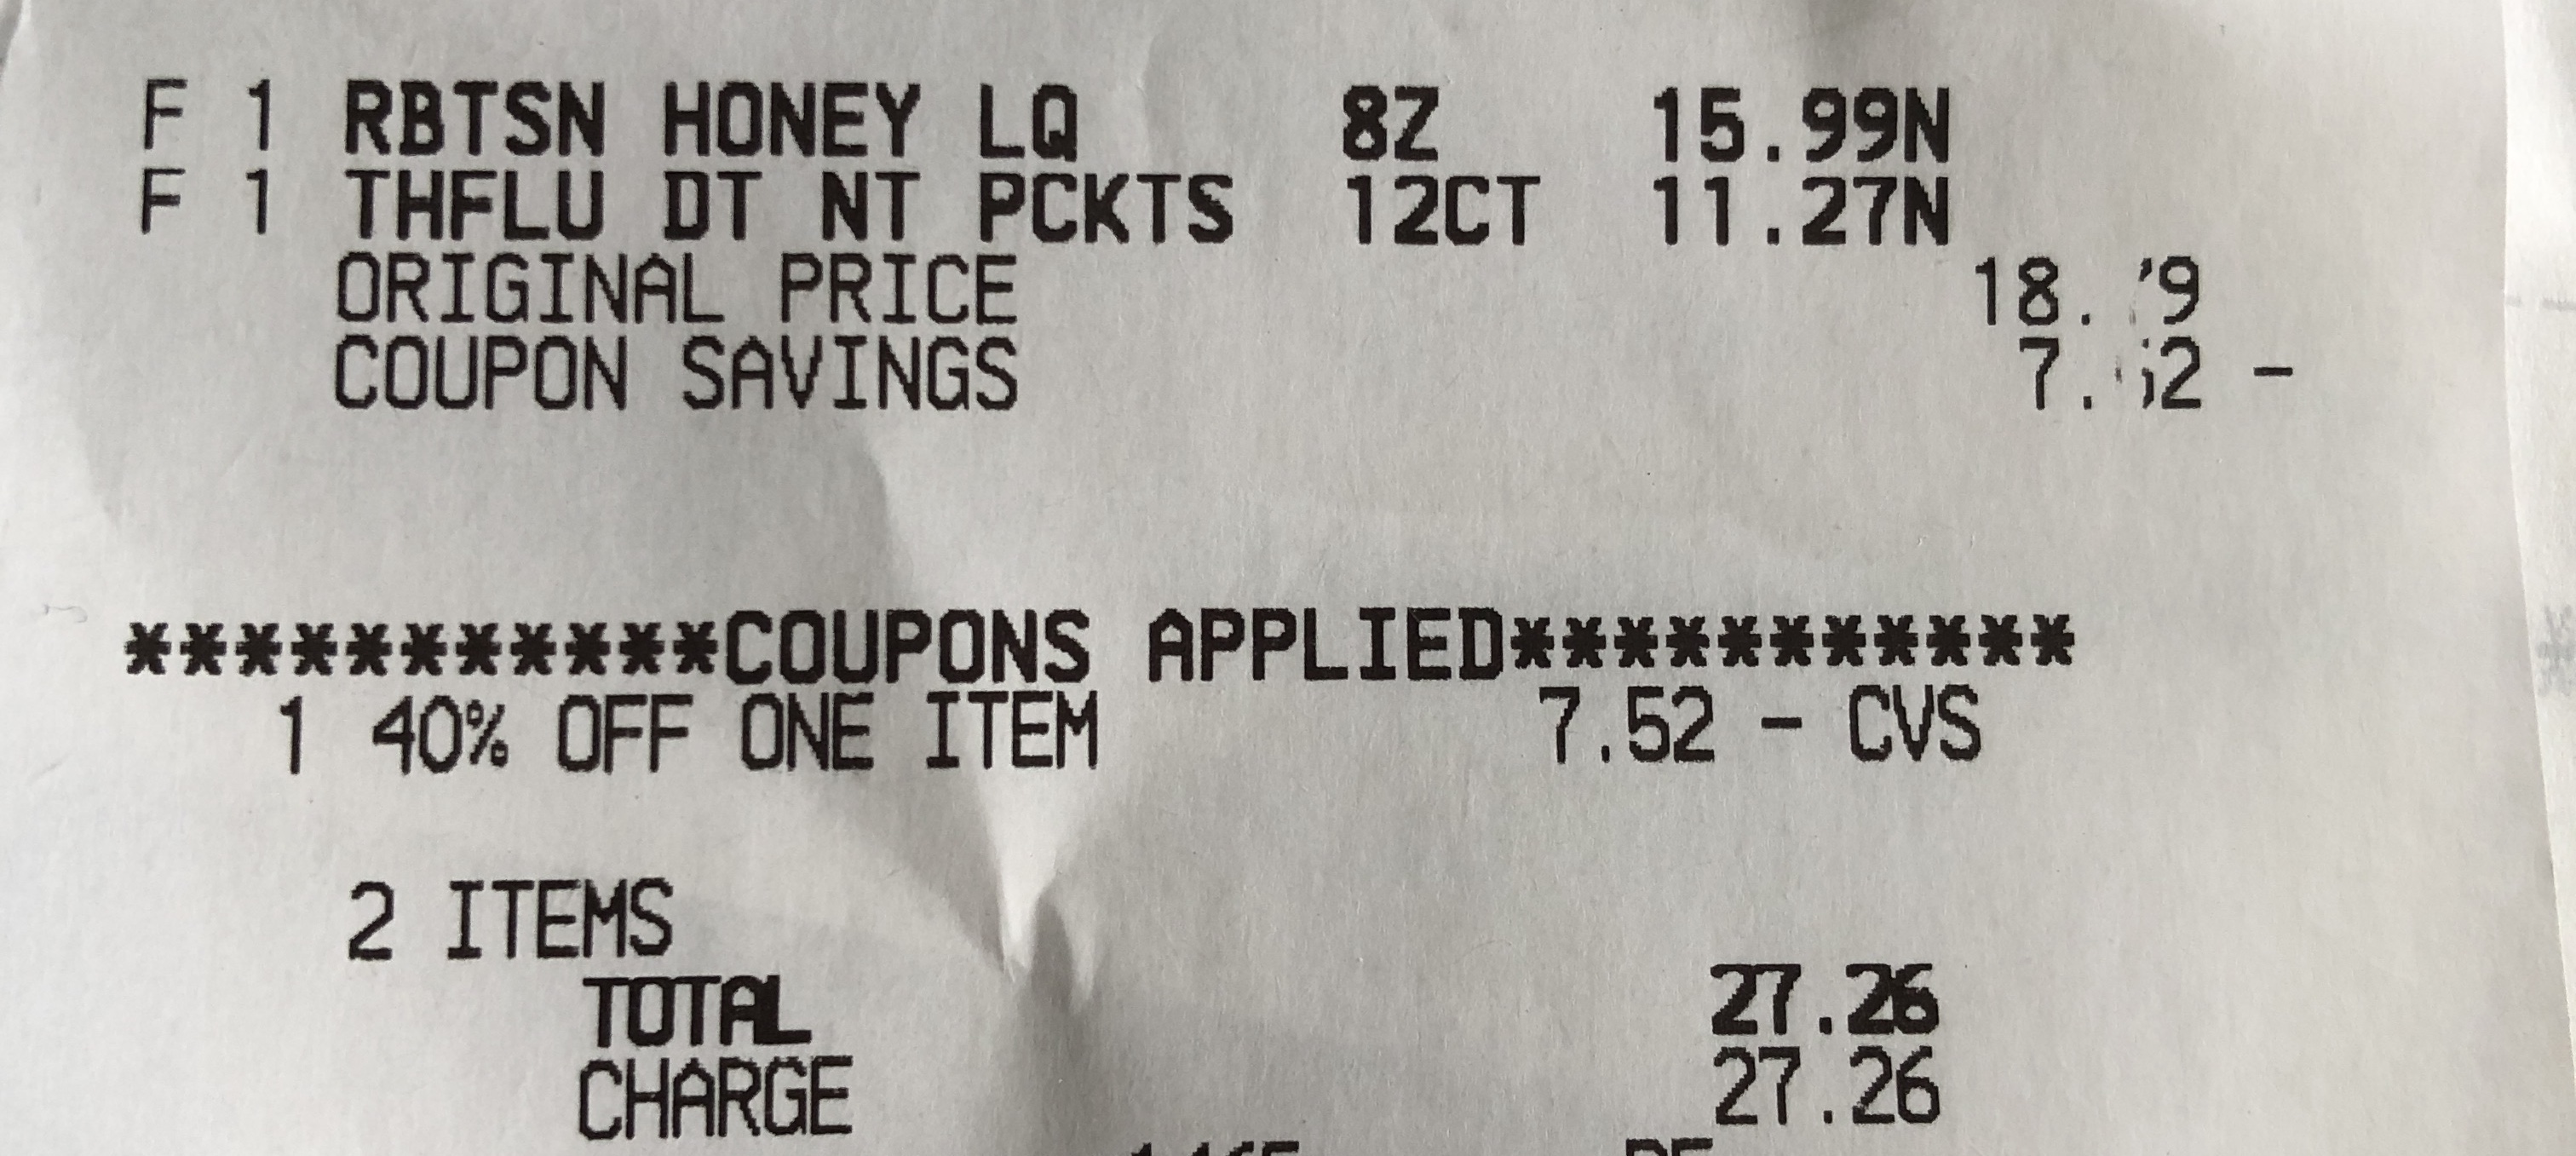 F 1 RBTSN HONEY LQ 8Z 15.99N
F 1 THFLU DT NT PCKTS 12CT 11.27N
ORIGINAL PRICE
COUPON SAVINGS
***********COUPONS APPLIED***********
1 40% OFF ONE ITEM 7.52 - CVS
2 ITEMS
TOTAL 27.26
CHARGE 27.26